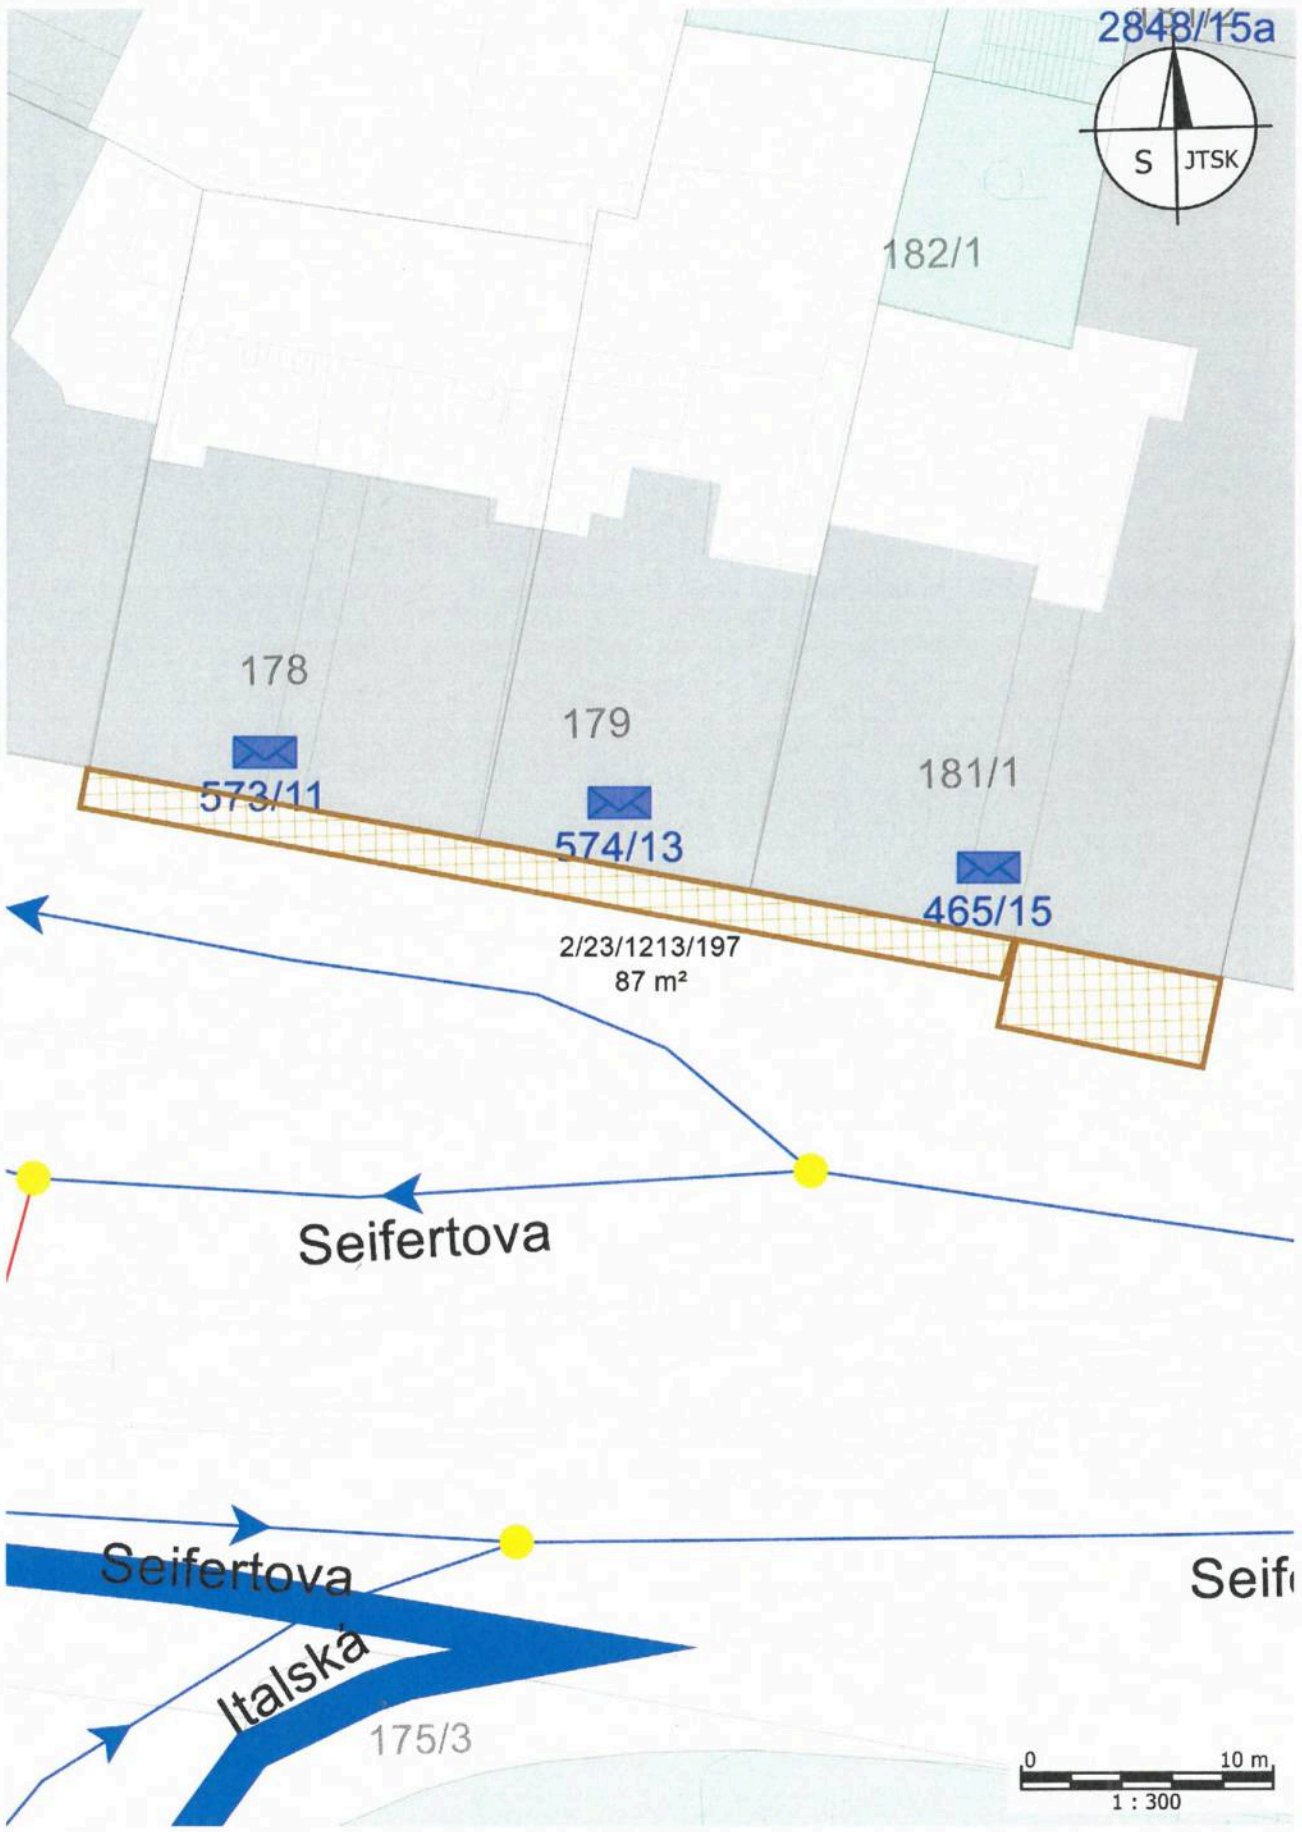 2848/15a
S JTSK
182/1
178
179
181/1
573/11
574/13
465/15
2/23/1213/197
87 m²
Seifertova
Seifertova
Seif
Italská
175/3
0 10 m
1 : 300